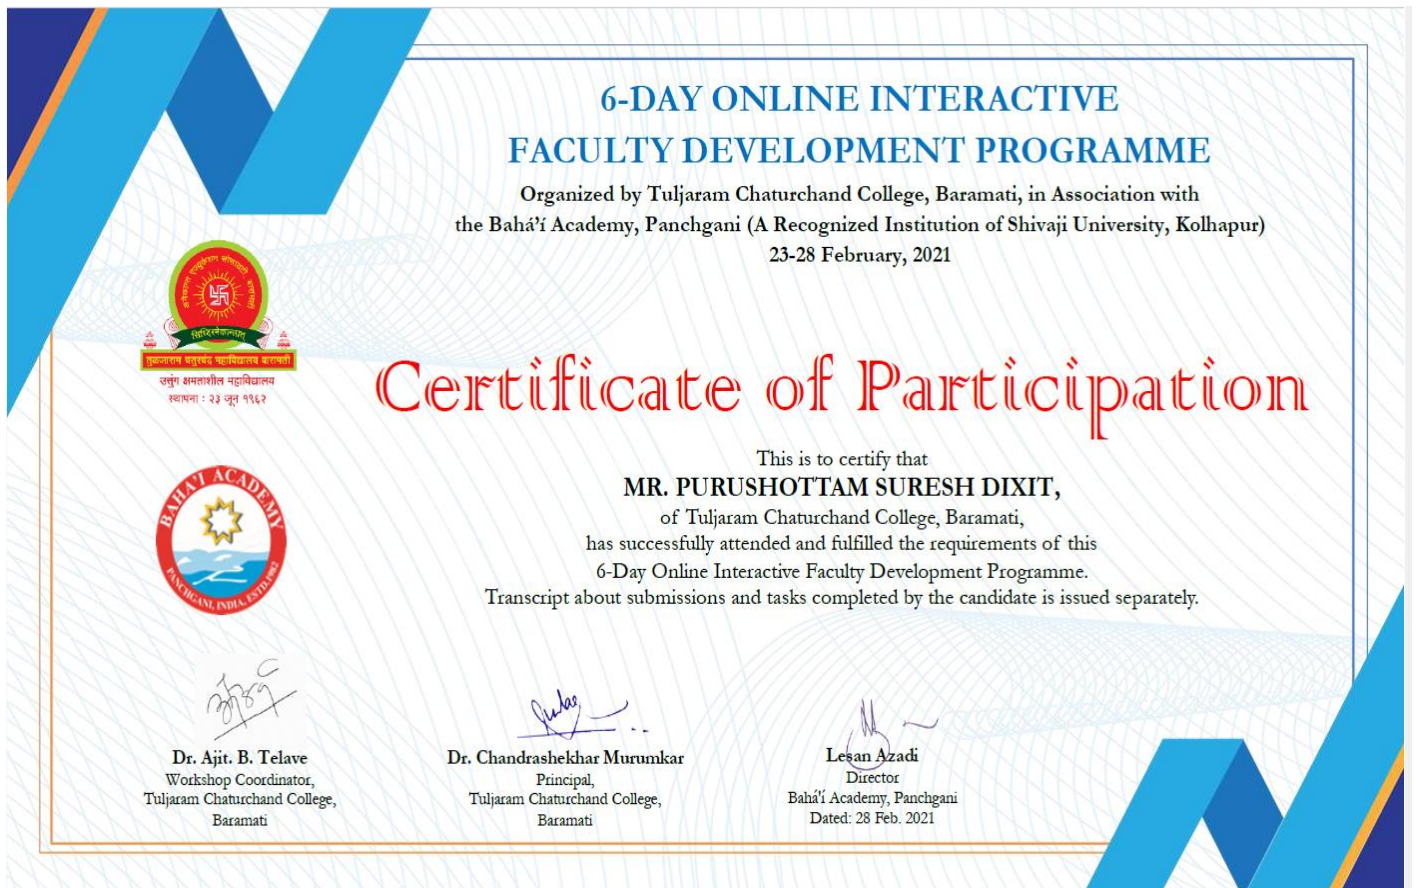 6-DAY ONLINE INTERACTIVE
FACULTY DEVELOPMENT PROGRAMME
Organized by Tuljaram Chaturchand College, Baramati, in Association with
the Bahá'í Academy, Panchgani (A Recognized Institution of Shivaji University, Kolhapur)
23-28 February, 2021
तुळजाराम चतुरचंद महाविद्यालय बारामती
उत्तुंग क्षमताशील महाविद्यालय
स्थापना : २३ जून १९६२
Certificate of Participation
This is to certify that
MR. PURUSHOTTAM SURESH DIXIT,
of Tuljaram Chaturchand College, Baramati,
has successfully attended and fulfilled the requirements of this
6-Day Online Interactive Faculty Development Programme.
Transcript about submissions and tasks completed by the candidate is issued separately.
BAHA'I ACADEMY
PANCHGANI, INDIA. ESTD.1982
Dr. Ajit. B. Telave
Workshop Coordinator,
Tuljaram Chaturchand College,
Baramati
Dr. Chandrashekhar Murumkar
Principal,
Tuljaram Chaturchand College,
Baramati
Lesan Azadi
Director
Bahá'í Academy, Panchgani
Dated: 28 Feb. 2021